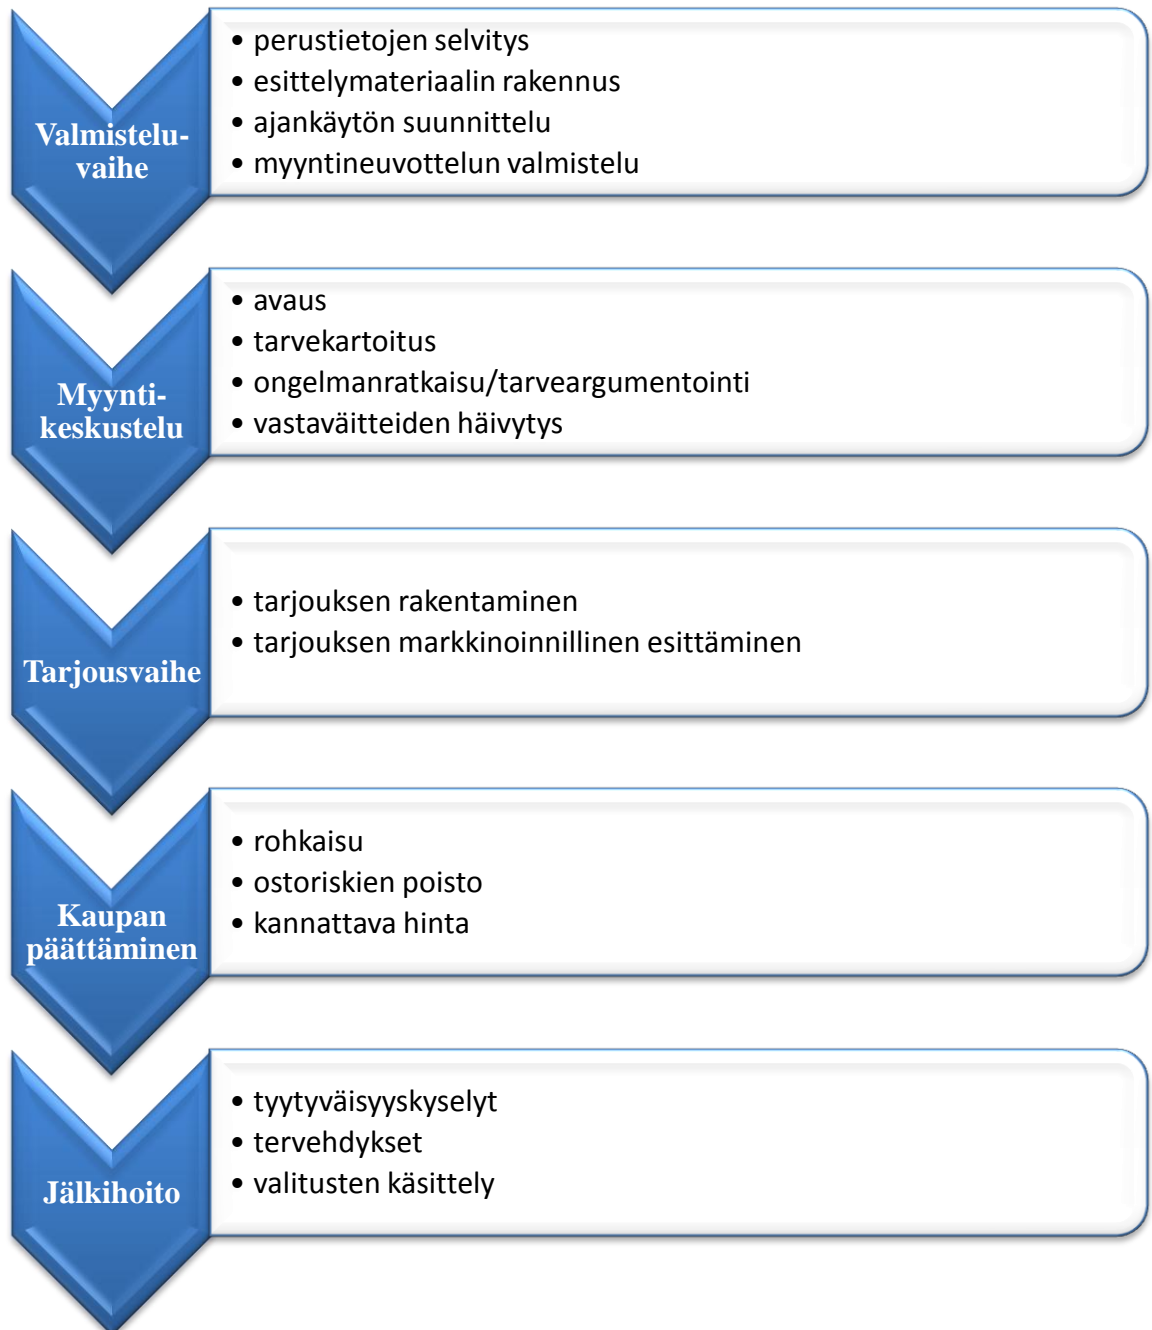 Valmistelu-
vaihe
• perustietojen selvitys
• esittelymateriaalin rakennus
• ajankäytön suunnittelu
• myyntineuvottelun valmistelu
Myynti-
keskustelu
• avaus
• tarvekartoitus
• ongelmanratkaisu/tarveargumentointi
• vastaväitteiden häivytys
Tarjousvaihe
• tarjouksen rakentaminen
• tarjouksen markkinoinnillinen esittäminen
Kaupan
päättäminen
• rohkaisu
• ostoriskien poisto
• kannattava hinta
Jälkihoito
• tyytyväisyyskyselyt
• tervehdykset
• valitusten käsittely